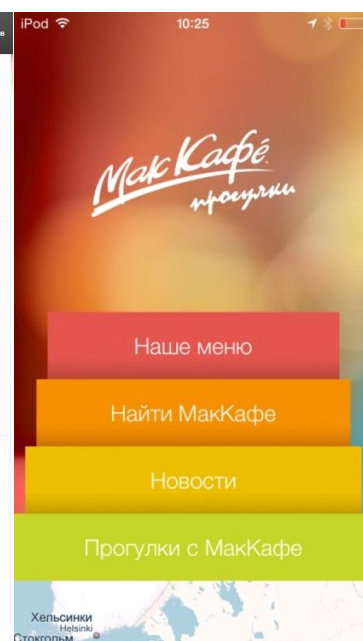 iPod 10:25
МакКафе
прогулки
Наше меню
Найти МакКафе
Новости
Прогулки с МакКафе
Хельсинки
Helsinki
Стокгольм